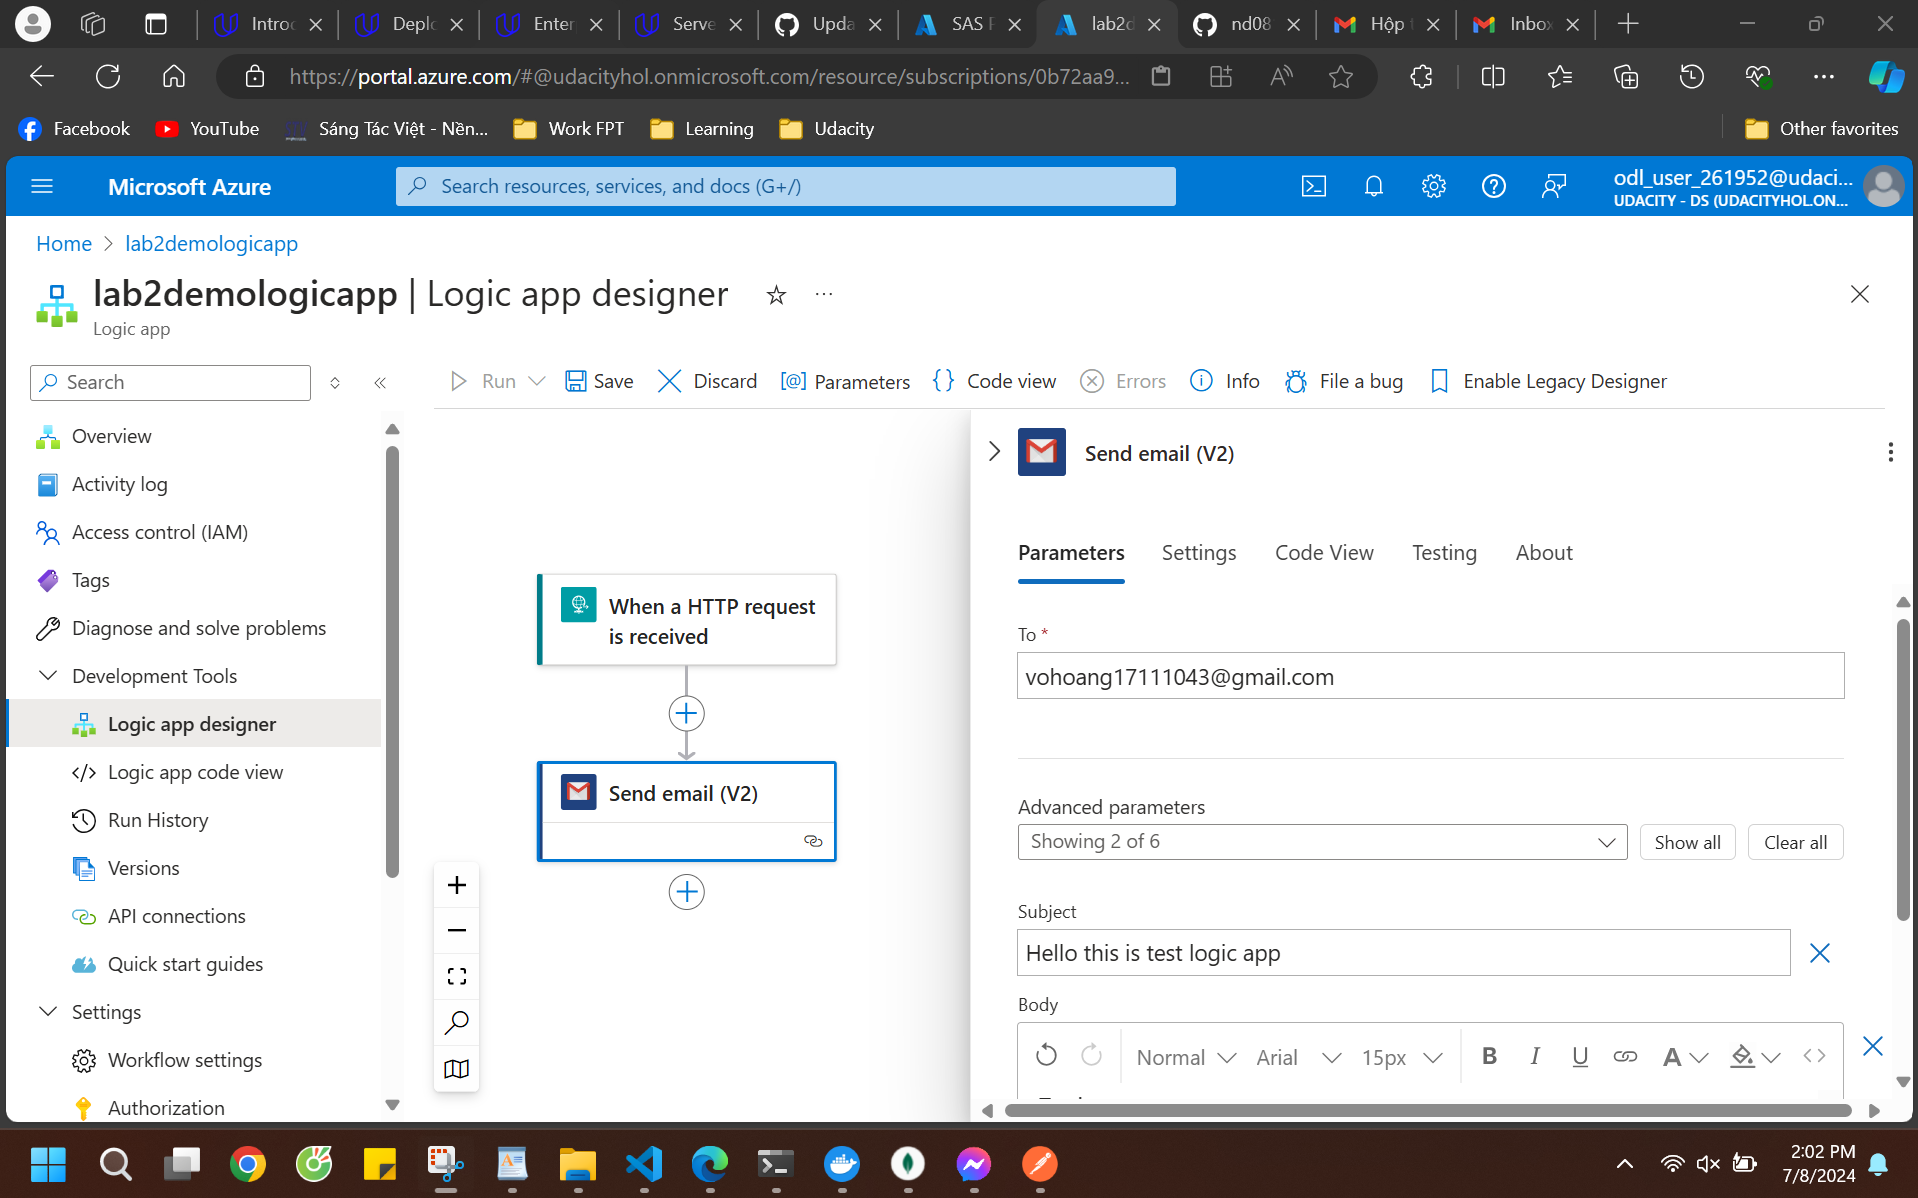 Introc
Deplo
Enter
Serve
Upda
SAS F
lab2d
nd08
Hộp t
Inbox
https://portal.azure.com/#@udacityhol.onmicrosoft.com/resource/subscriptions/0b72aa9...
Facebook
YouTube
Sáng Tác Việt - Nền...
Work FPT
Learning
Udacity
Other favorites
Microsoft Azure
Search resources, services, and docs (G+/)
odl_user_261952@udaci...
UDACITY - DS (UDACITYHOL.ON...
Home > lab2demologicapp
lab2demologicapp | Logic app designer
Logic app
Search
Run
Save
Discard
Parameters
Code view
Errors
Info
File a bug
Enable Legacy Designer
Overview
Activity log
Access control (IAM)
Tags
Diagnose and solve problems
Development Tools
Logic app designer
Logic app code view
Run History
Versions
API connections
Quick start guides
Settings
Workflow settings
Authorization
When a HTTP request
is received
Send email (V2)
Send email (V2)
Parameters
Settings
Code View
Testing
About
To *
vohoang17111043@gmail.com
Advanced parameters
Showing 2 of 6
Show all
Clear all
Subject
Hello this is test logic app
Body
Normal
Arial
15px
B
I
U
A
2:02 PM
7/8/2024